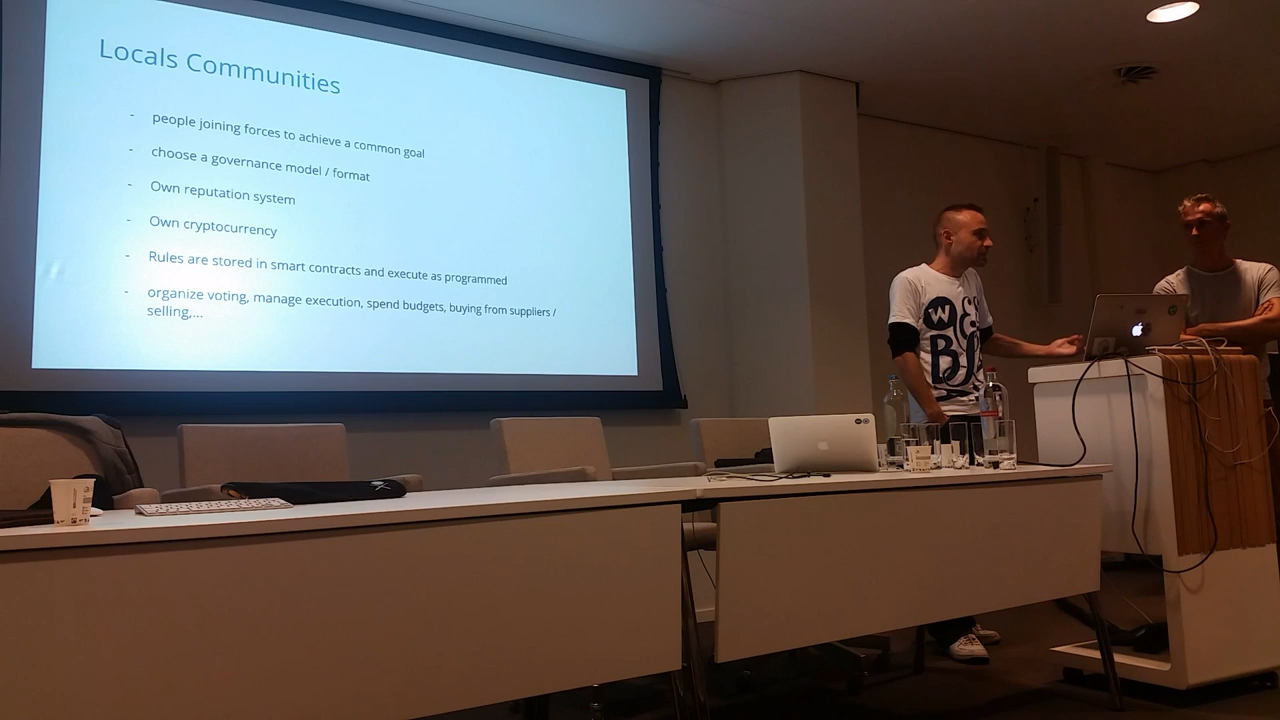 Locals Communities
- people joining forces to achieve a common goal
- choose a governance model / format
- Own reputation system
- Own cryptocurrency
- Rules are stored in smart contracts and execute as programmed
- organize voting, manage execution, spend budgets, buying from suppliers /
selling,...
W